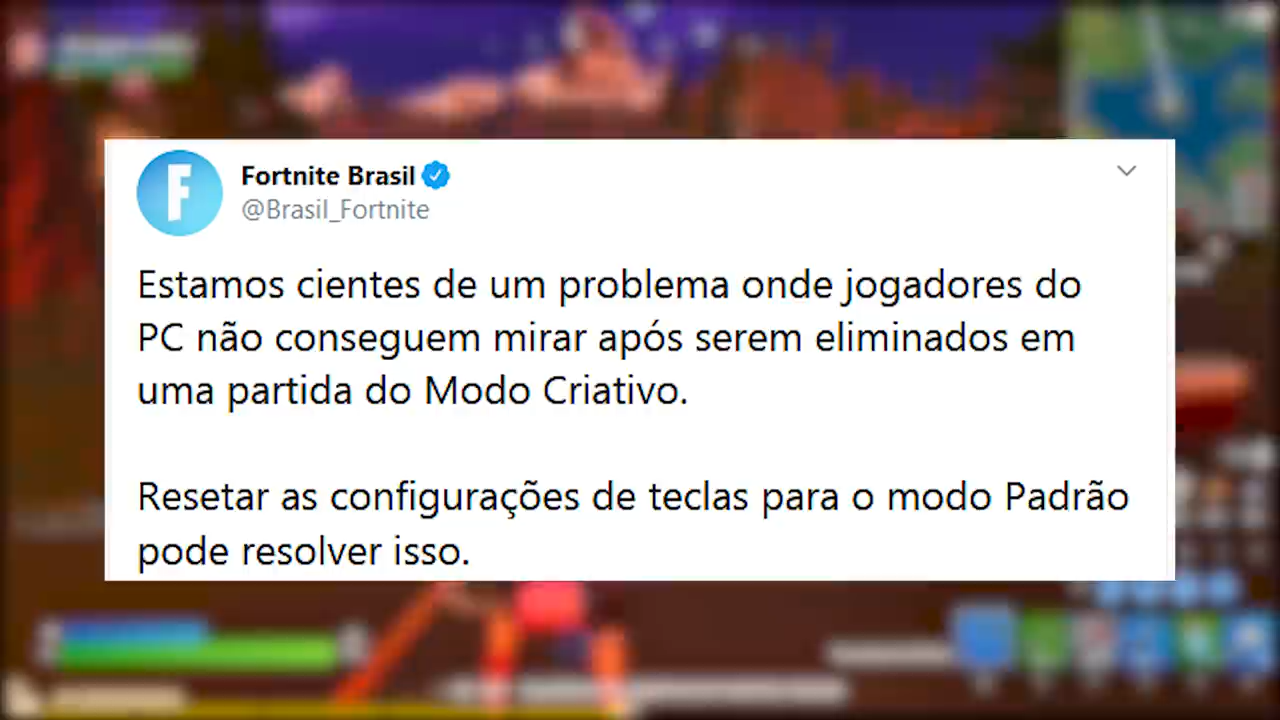 Fortnite Brasil
@Brasil_Fortnite
Estamos cientes de um problema onde jogadores do
PC não conseguem mirar após serem eliminados em
uma partida do Modo Criativo.
Resetar as configurações de teclas para o modo Padrão
pode resolver isso.